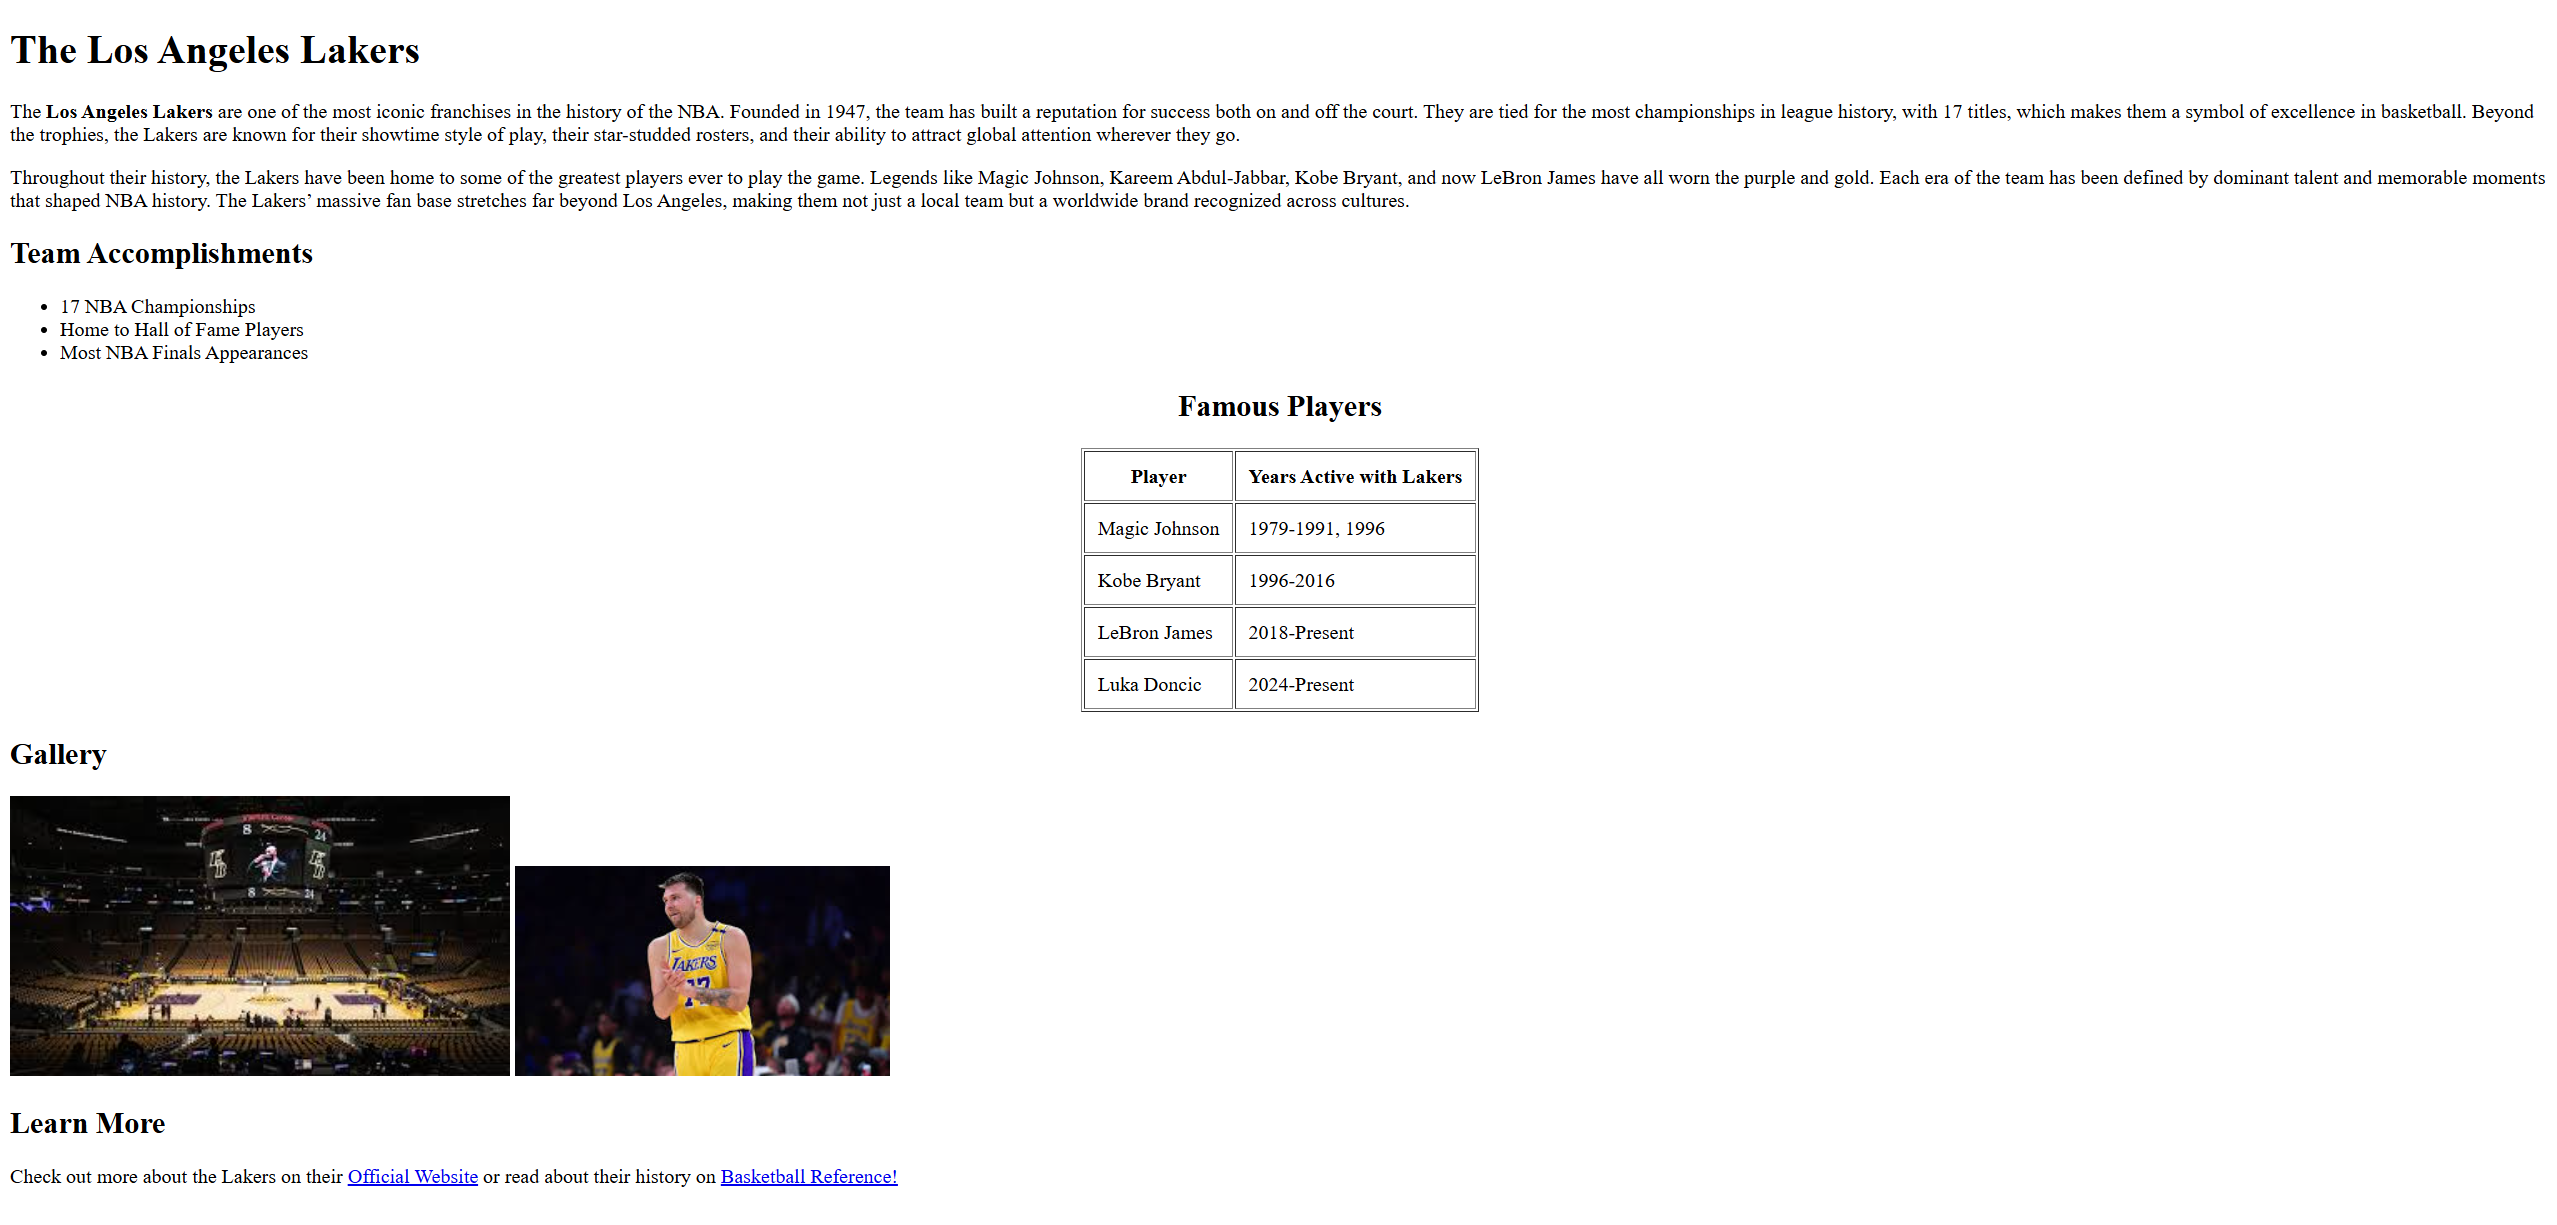 The Los Angeles Lakers
The Los Angeles Lakers are one of the most iconic franchises in the history of the NBA. Founded in 1947, the team has built a reputation for success both on and off the court. They are tied for the most championships in league history, with 17 titles, which makes them a symbol of excellence in basketball. Beyond
the trophies, the Lakers are known for their showtime style of play, their star-studded rosters, and their ability to attract global attention wherever they go.
Throughout their history, the Lakers have been home to some of the greatest players ever to play the game. Legends like Magic Johnson, Kareem Abdul-Jabbar, Kobe Bryant, and now LeBron James have all worn the purple and gold. Each era of the team has been defined by dominant talent and memorable moments
that shaped NBA history. The Lakers’ massive fan base stretches far beyond Los Angeles, making them not just a local team but a worldwide brand recognized across cultures.
Team Accomplishments
• 17 NBA Championships
• Home to Hall of Fame Players
• Most NBA Finals Appearances
Famous Players
Player Years Active with Lakers
Magic Johnson 1979-1991, 1996
Kobe Bryant 1996-2016
LeBron James 2018-Present
Luka Doncic 2024-Present
Gallery
8 24
KB KB
8 24
LAKERS
77
Learn More
Check out more about the Lakers on their Official Website or read about their history on Basketball Reference!